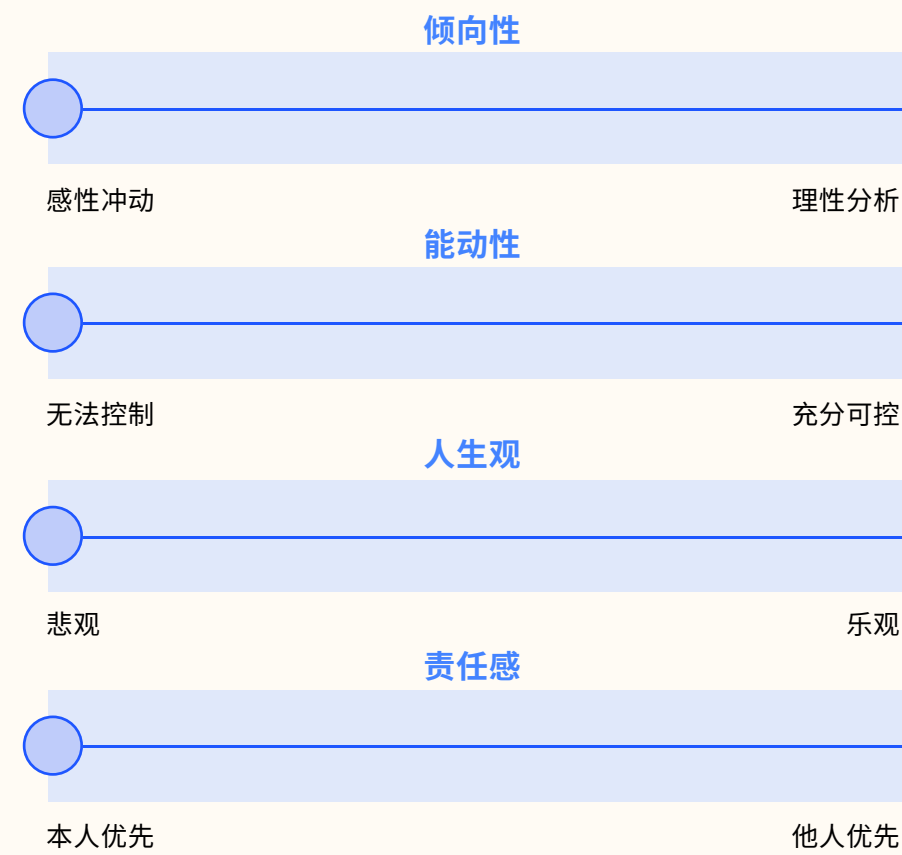 倾向性
感性冲动 理性分析
能动性
无法控制 充分可控
人生观
悲观 乐观
责任感
本人优先 他人优先